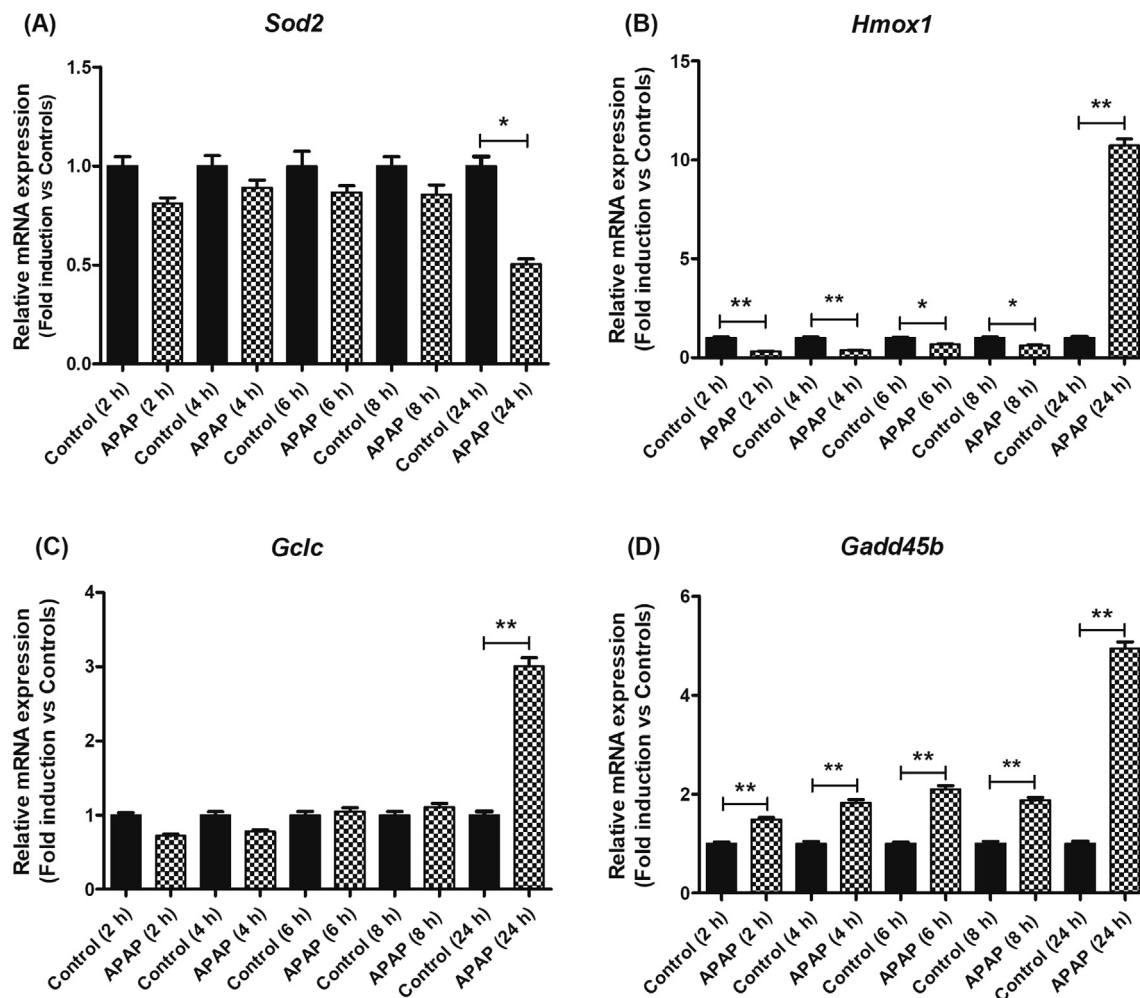 (A)
Sod2
Relative mRNA expression
(Fold induction vs Controls)
1.5
1.0
0.5
0.0
*
Control (2 h)
APAP (2 h)
Control (4 h)
APAP (4 h)
Control (6 h)
APAP (6 h)
Control (8 h)
APAP (8 h)
Control (24 h)
APAP (24 h)
(B)
Hmox1
Relative mRNA expression
(Fold induction vs Controls)
15
10
5
0
**
**
*
*
**
Control (2 h)
APAP (2 h)
Control (4 h)
APAP (4 h)
Control (6 h)
APAP (6 h)
Control (8 h)
APAP (8 h)
Control (24 h)
APAP (24 h)
(C)
Gclc
Relative mRNA expression
(Fold induction vs Controls)
4
3
2
1
0
**
Control (2 h)
APAP (2 h)
Control (4 h)
APAP (4 h)
Control (6 h)
APAP (6 h)
Control (8 h)
APAP (8 h)
Control (24 h)
APAP (24 h)
(D)
Gadd45b
Relative mRNA expression
(Fold induction vs Controls)
6
4
2
0
**
**
**
**
**
Control (2 h)
APAP (2 h)
Control (4 h)
APAP (4 h)
Control (6 h)
APAP (6 h)
Control (8 h)
APAP (8 h)
Control (24 h)
APAP (24 h)